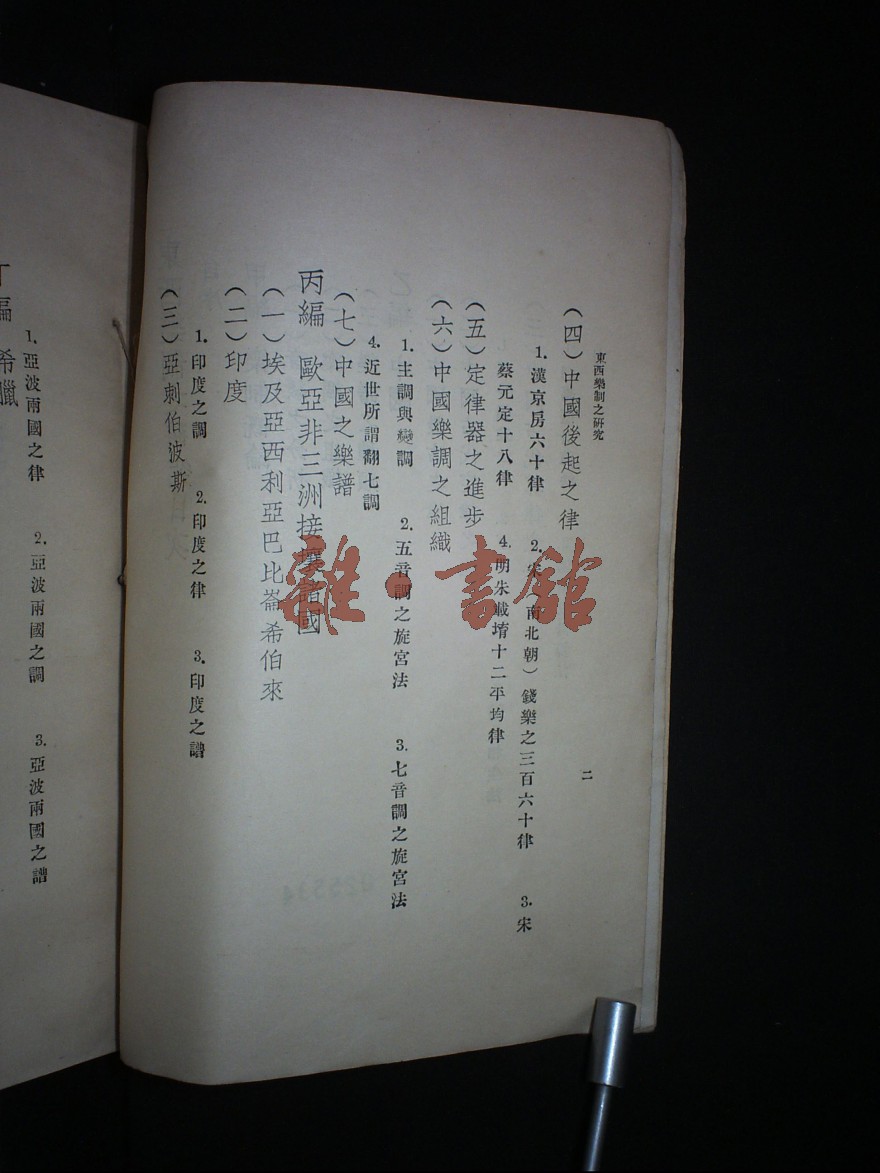 東西樂制之研究
二
(四)中國後起之律
1. 漢京房六十律 2. 宋(南北朝)錢樂之三百六十律 3. 宋
蔡元定十八律 4. 明朱載堉十二平均律
(五)定律器之進步
(六)中國樂調之組織
1. 主調與變調 2. 五音調之旋宮法 3. 七音調之旋宮法
4. 近世所謂翻七調
(七)中國之樂譜
丙編 歐亞非三洲接壤諸國
(一)埃及亞西利亞巴比崙希伯來
(二)印度
1. 印度之調 2. 印度之律 3. 印度之譜
(三)亞刺伯波斯
1. 亞波兩國之律 2. 亞波兩國之調 3. 亞波兩國之譜
丁編 希臘
雜·書館